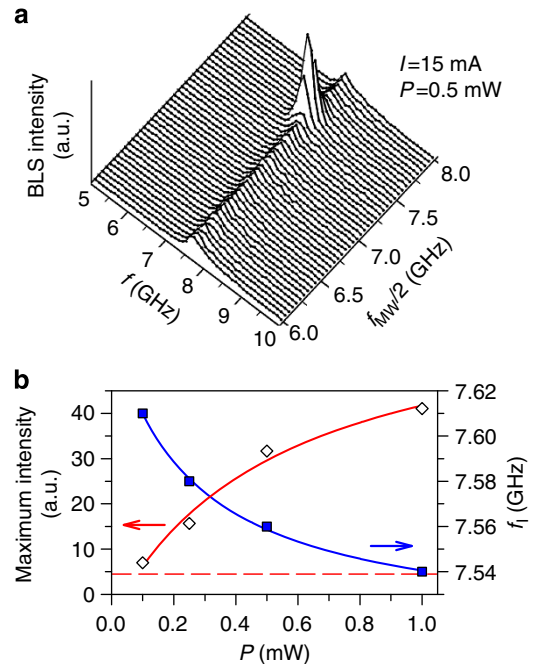 a
I=15 mA
P=0.5 mW
BLS intensity
(a.u.)
5
6
7
8
9
10
f (GHz)
6.0
6.5
7.0
7.5
8.0
fMW/2 (GHz)
b
Maximum intensity
(a.u.)
40
30
20
10
0
7.62
7.60
7.58
7.56
7.54
fI (GHz)
0.0 0.2 0.4 0.6 0.8 1.0
P (mW)